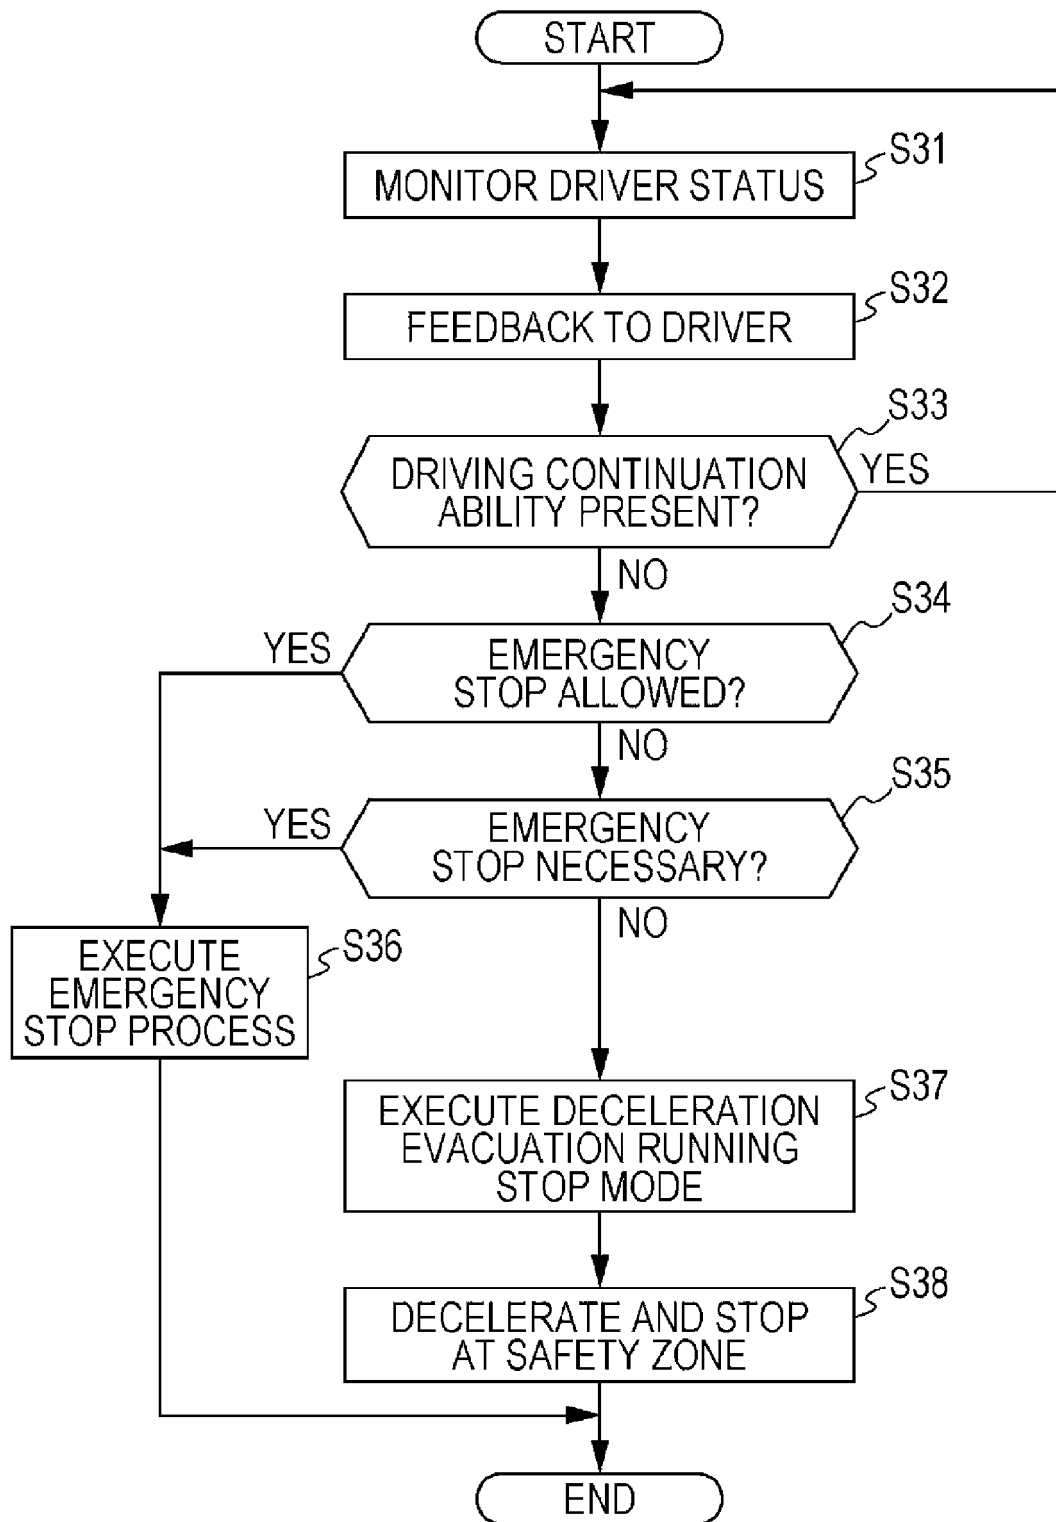 START
S31
MONITOR DRIVER STATUS
S32
FEEDBACK TO DRIVER
S33
DRIVING CONTINUATION
ABILITY PRESENT?
YES
NO
S34
YES
EMERGENCY
STOP ALLOWED?
NO
S35
YES
EMERGENCY
STOP NECESSARY?
NO
S36
EXECUTE
EMERGENCY
STOP PROCESS
S37
EXECUTE DECELERATION
EVACUATION RUNNING
STOP MODE
S38
DECELERATE AND STOP
AT SAFETY ZONE
END